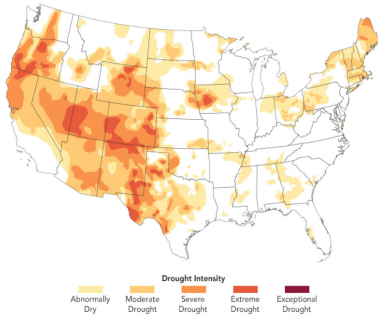 Drought Intensity
Abnormally Dry
Moderate Drought
Severe Drought
Extreme Drought
Exceptional Drought